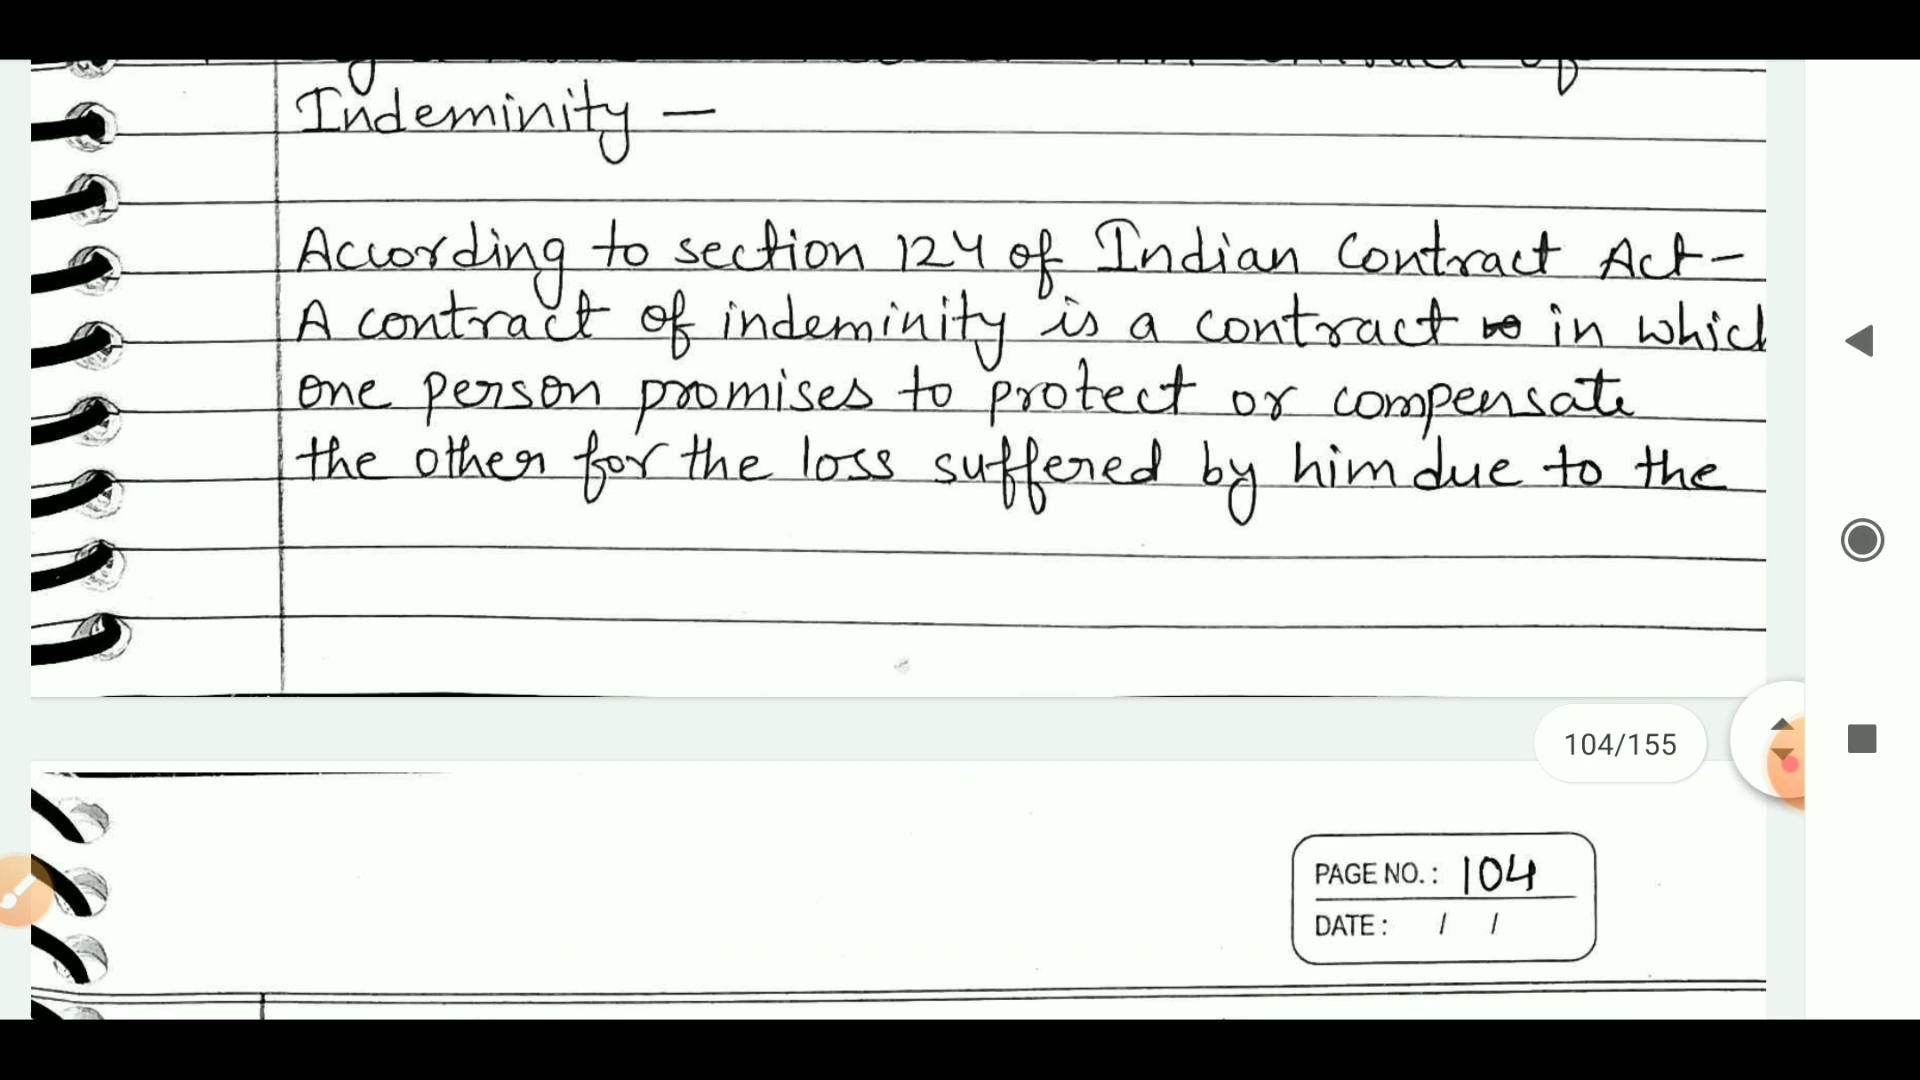 Indeminity —
According to section 124 of Indian Contract Act-
A contract of indeminity is a contract in which
one person promises to protect or compensate
the other for the loss suffered by him due to the
104/155
PAGE NO.: 104
DATE: / /